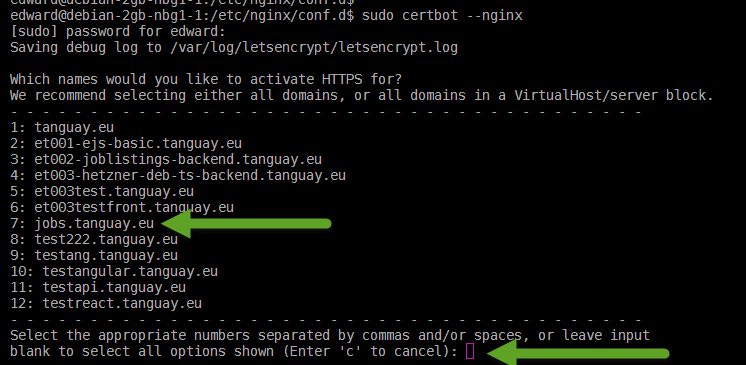 edward@debian-2gb-nbg1-1:/etc/nginx/conf.d$
edward@debian-2gb-nbg1-1:/etc/nginx/conf.d$ sudo certbot --nginx
[sudo] password for edward:
Saving debug log to /var/log/letsencrypt/letsencrypt.log
Which names would you like to activate HTTPS for?
We recommend selecting either all domains, or all domains in a VirtualHost/server block.
- - - - - - - - - - - - - - - - - - - - - - - - - - - - - - - - - - - - - - - -
1: tanguay.eu
2: et001-ejs-basic.tanguay.eu
3: et002-joblistings-backend.tanguay.eu
4: et003-hetzner-deb-ts-backend.tanguay.eu
5: et003test.tanguay.eu
6: et003testfront.tanguay.eu
7: jobs.tanguay.eu
8: test222.tanguay.eu
9: testang.tanguay.eu
10: testangular.tanguay.eu
11: testapi.tanguay.eu
12: testreact.tanguay.eu
- - - - - - - - - - - - - - - - - - - - - - - - - - - - - - - - - - - - - - - -
Select the appropriate numbers separated by commas and/or spaces, or leave input
blank to select all options shown (Enter 'c' to cancel):